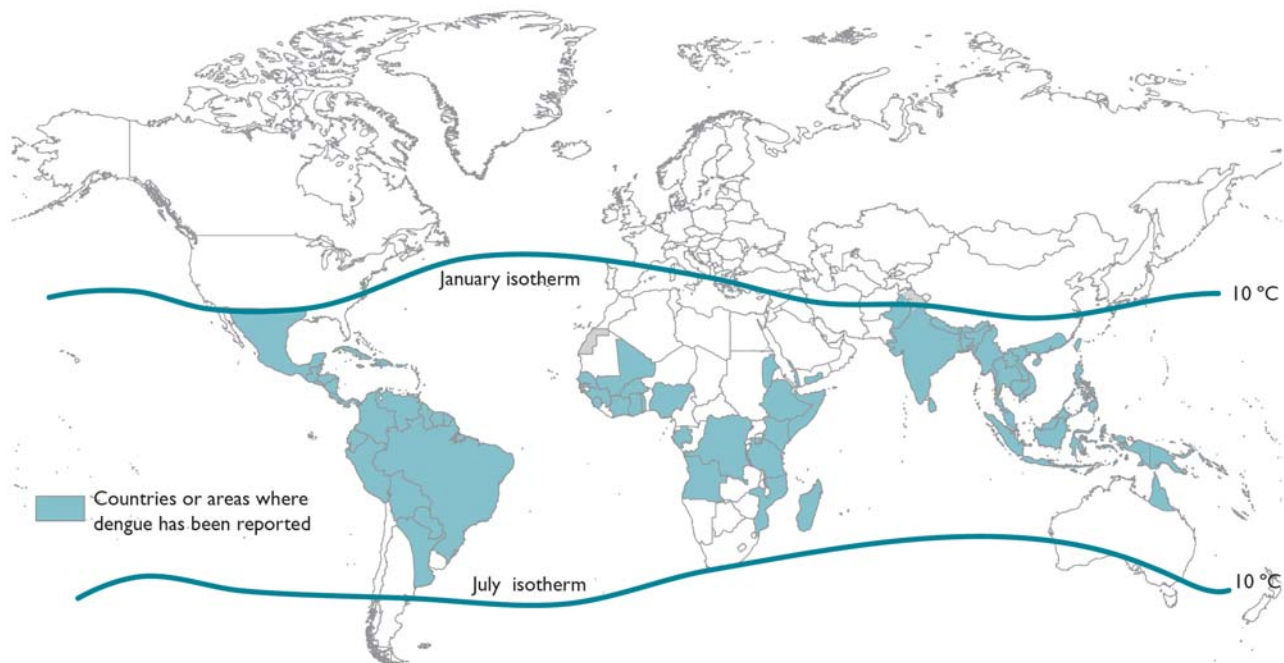 January isotherm
10 °C
Countries or areas where
dengue has been reported
July isotherm
10 °C